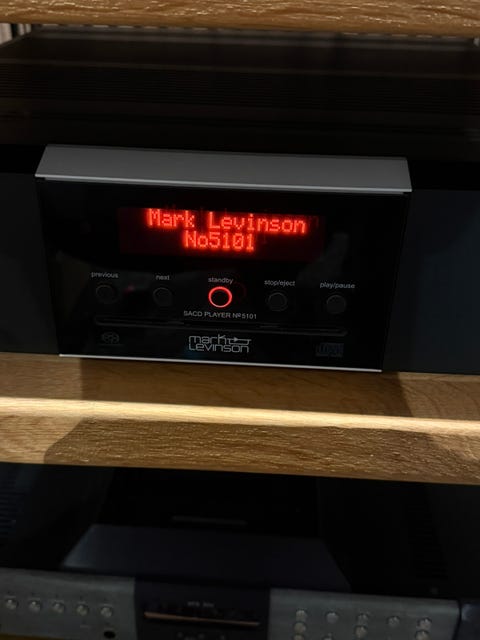 Mark Levinson
No5101
previous
next
standby
stop/eject
play/pause
SACD PLAYER Nº5101
mark
Levinson